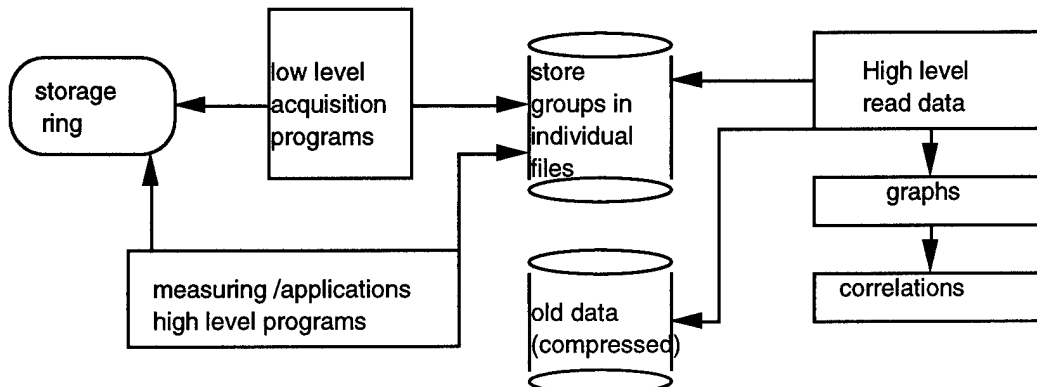 storage
ring
low level
acquisition
programs
store
groups in
individual
files
High level
read data
graphs
correlations
measuring /applications
high level programs
old data
(compressed)